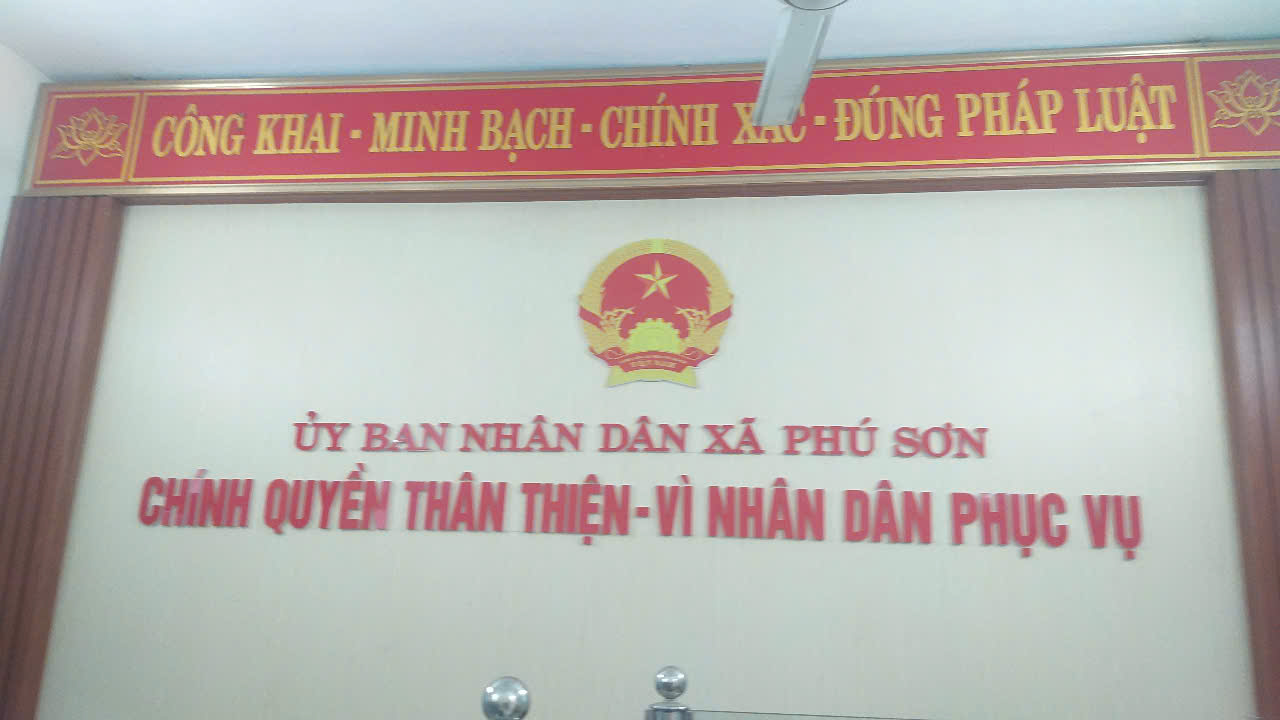 CÔNG KHAI - MINH BẠCH - CHÍNH XÁC - ĐÚNG PHÁP LUẬT
ỦY BAN NHÂN DÂN XÃ PHÚ SƠN
CHÍNH QUYỀN THÂN THIỆN - VÌ NHÂN DÂN PHỤC VỤ